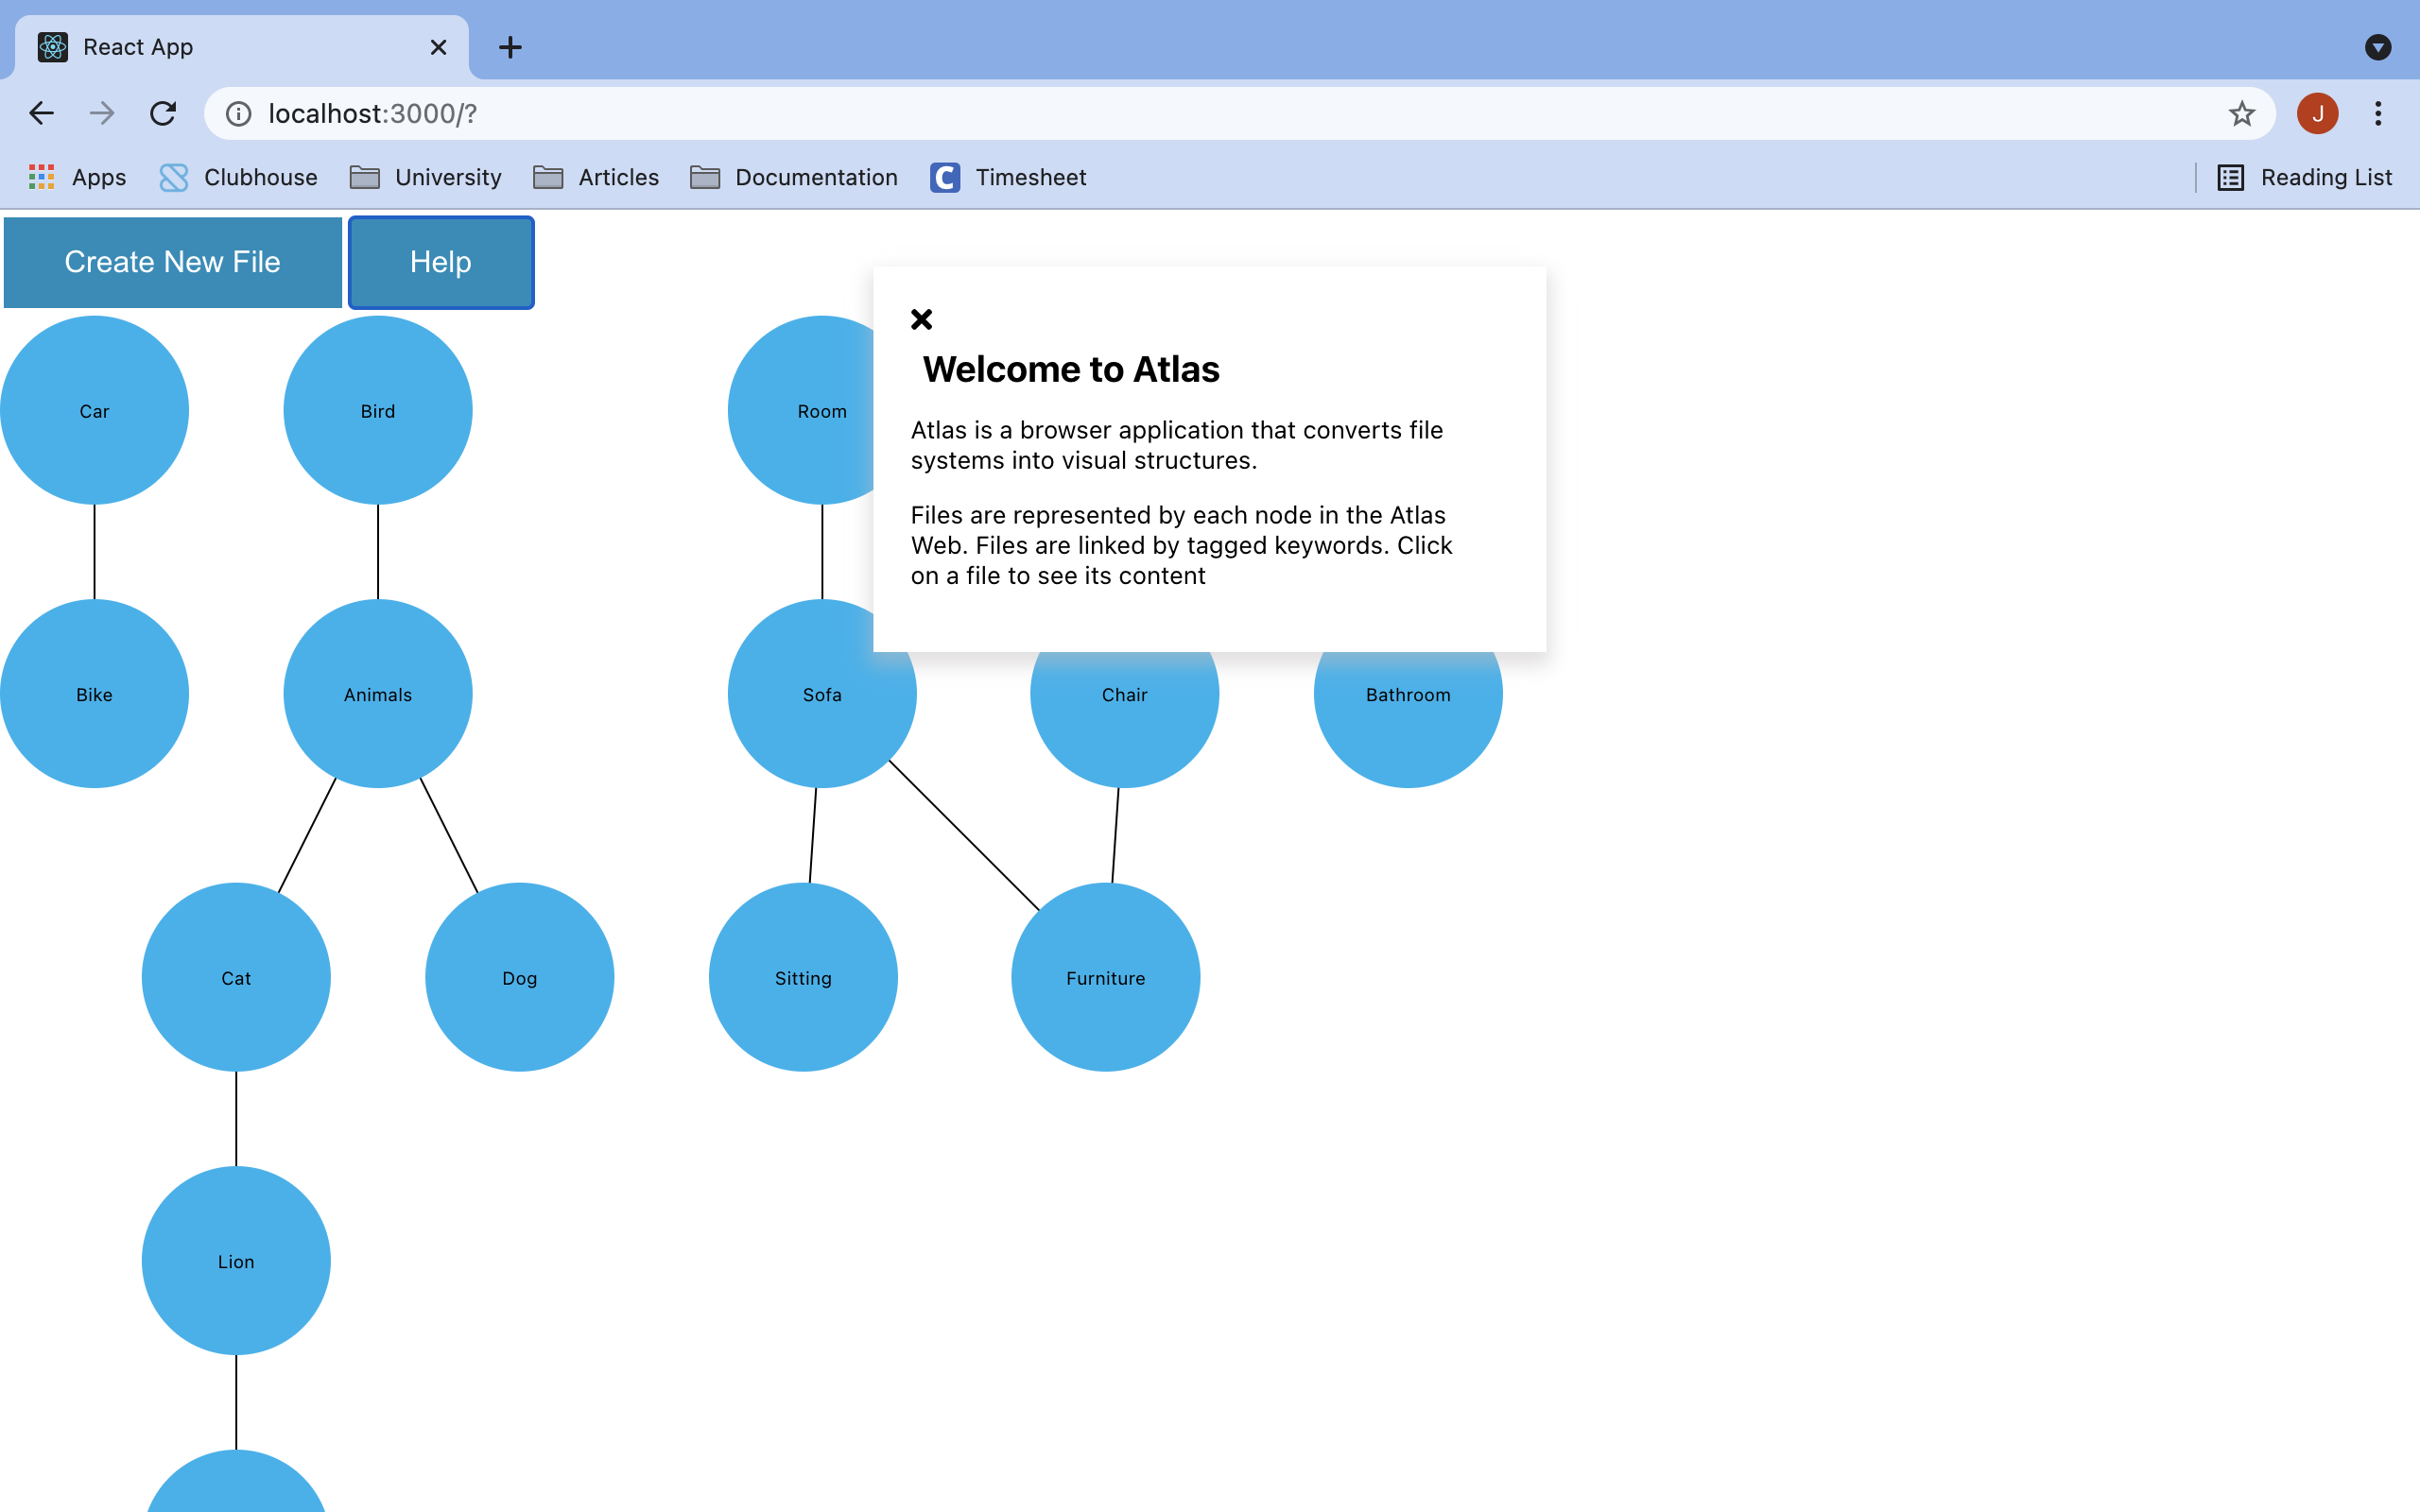 React App
localhost:3000/?
J
Apps
Clubhouse
University
Articles
Documentation
C
Timesheet
Reading List
Create New File
Help
Welcome to Atlas
Atlas is a browser application that converts file
systems into visual structures.
Files are represented by each node in the Atlas
Web. Files are linked by tagged keywords. Click
on a file to see its content
Car
Bird
Room
Bike
Animals
Sofa
Chair
Bathroom
Cat
Dog
Sitting
Furniture
Lion